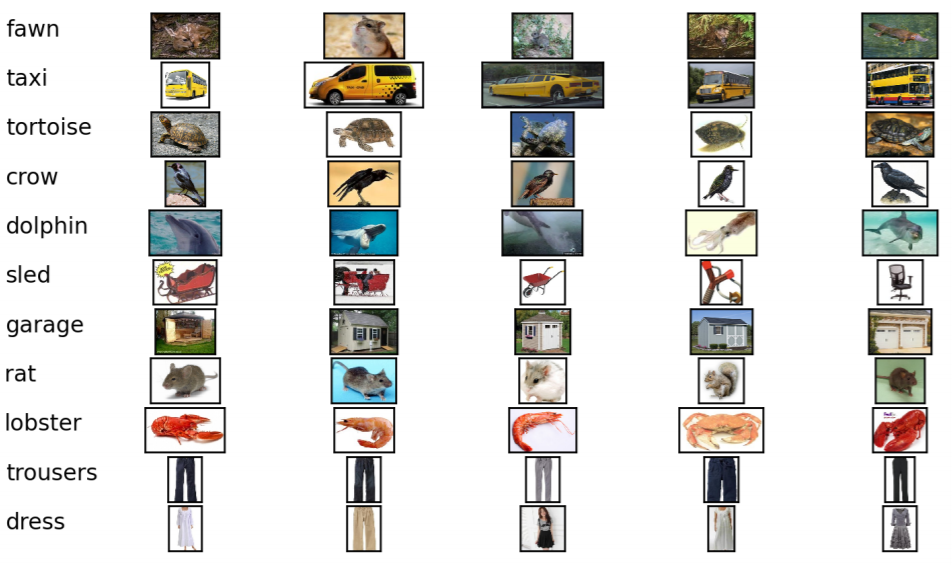 fawn
taxi
tortoise
crow
dolphin
sled
garage
rat
lobster
trousers
dress